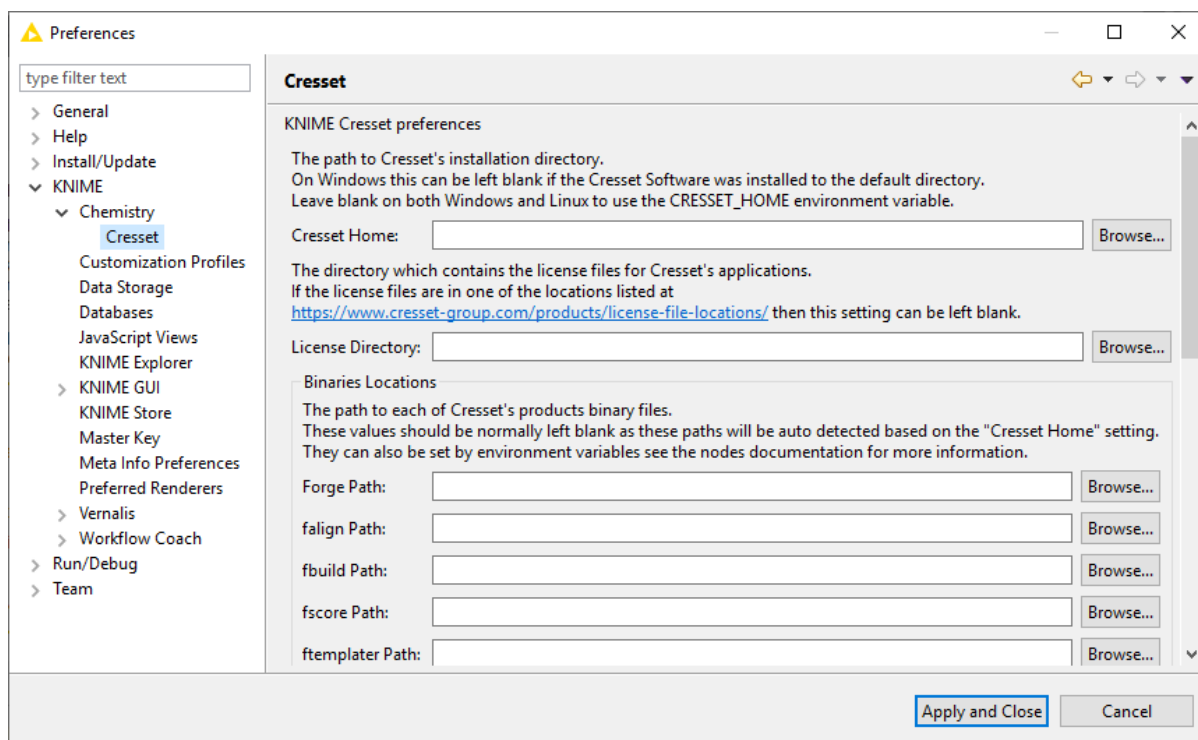 Preferences
type filter text
General
Help
Install/Update
KNIME
Chemistry
Cresset
Customization Profiles
Data Storage
Databases
JavaScript Views
KNIME Explorer
KNIME GUI
KNIME Store
Master Key
Meta Info Preferences
Preferred Renderers
Vernalis
Workflow Coach
Run/Debug
Team
Cresset
KNIME Cresset preferences
The path to Cresset's installation directory.
On Windows this can be left blank if the Cresset Software was installed to the default directory.
Leave blank on both Windows and Linux to use the CRESSET_HOME environment variable.
Cresset Home: Browse...
The directory which contains the license files for Cresset's applications.
If the license files are in one of the locations listed at
https://www.cresset-group.com/products/license-file-locations/ then this setting can be left blank.
License Directory: Browse...
Binaries Locations
The path to each of Cresset's products binary files.
These values should be normally left blank as these paths will be auto detected based on the "Cresset Home" setting.
They can also be set by environment variables see the nodes documentation for more information.
Forge Path: Browse...
falign Path: Browse...
fbuild Path: Browse...
fscore Path: Browse...
ftemplater Path: Browse...
Apply and Close Cancel